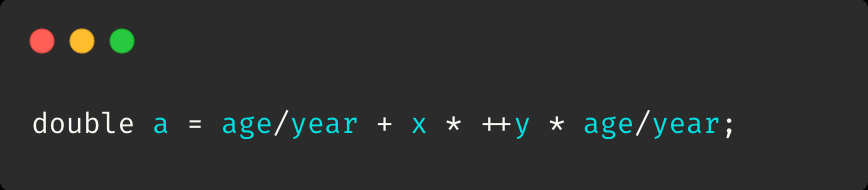 double a = age/year + x * ++y * age/year;